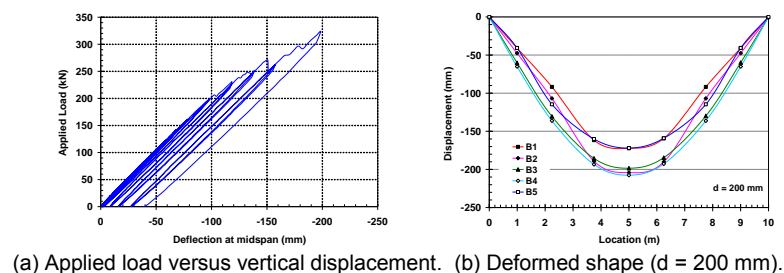 350
300
250
200
150
100
50
0
Applied Load (kN)
0 -50 -100 -150 -200 -250
Deflection at midspan (mm)
0
-50
-100
-150
-200
-250
Displacement (mm)
B1
B2
B3
B4
B5
d = 200 mm
0 1 2 3 4 5 6 7 8 9 10
Location (m)
(a) Applied load versus vertical displacement. (b) Deformed shape (d = 200 mm).